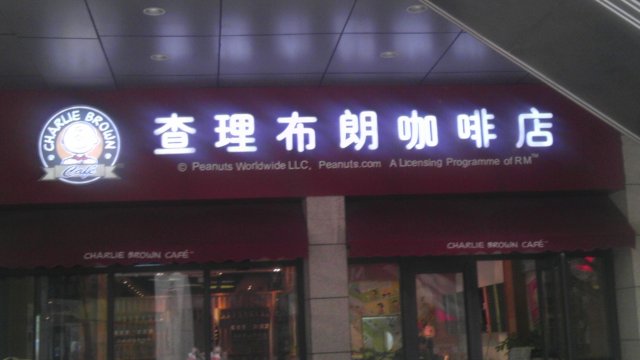 CHARLIE BROWN
Café
查理布朗咖啡店
© Peanuts Worldwide LLC, Peanuts.com A Licensing Programme of RM™
CHARLIE BROWN CAFÉ™
CHARLIE BROWN CAFÉ™